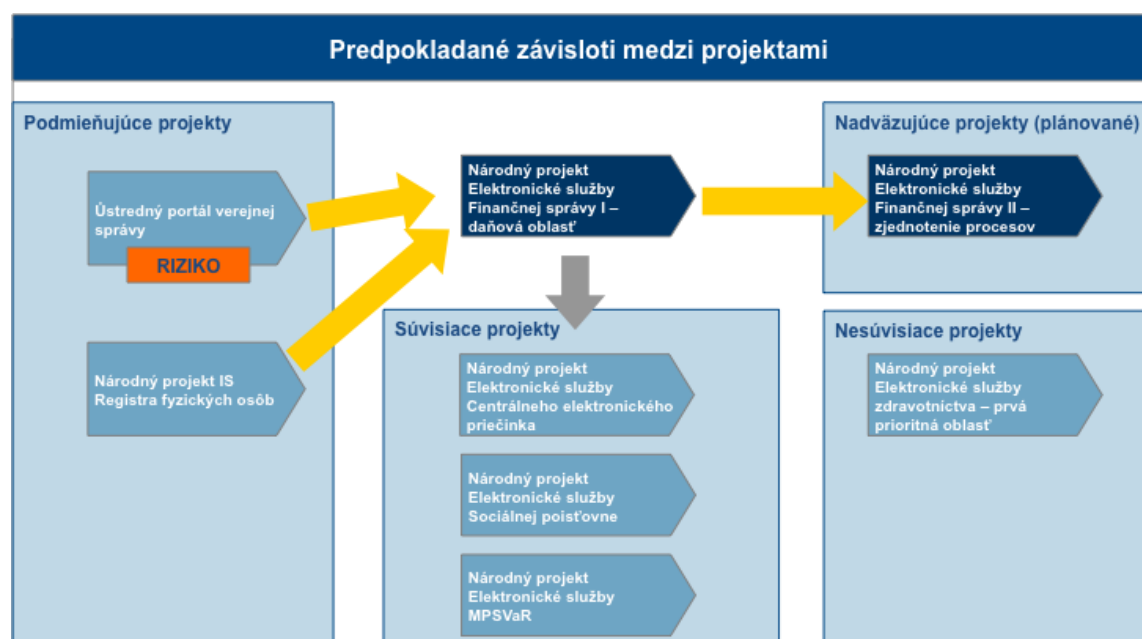 Predpokladané závisloti medzi projektami
Podmieňujúce projekty
Ústredný portál verejnej
správy
RIZIKO
Národný projekt IS
Registra fyzických osôb
Národný projekt
Elektronické služby
Finančnej správy I –
daňová oblasť
Súvisiace projekty
Národný projekt
Elektronické služby
Centrálneho elektronického
priečinka
Národný projekt
Elektronické služby
Sociálnej poisťovne
Národný projekt
Elektronické služby
MPSVaR
Nadväzujúce projekty (plánované)
Národný projekt
Elektronické služby
Finančnej správy II –
zjednotenie procesov
Nesúvisiace projekty
Národný projekt
Elektronické služby
zdravotníctva – prvá
prioritná oblasť